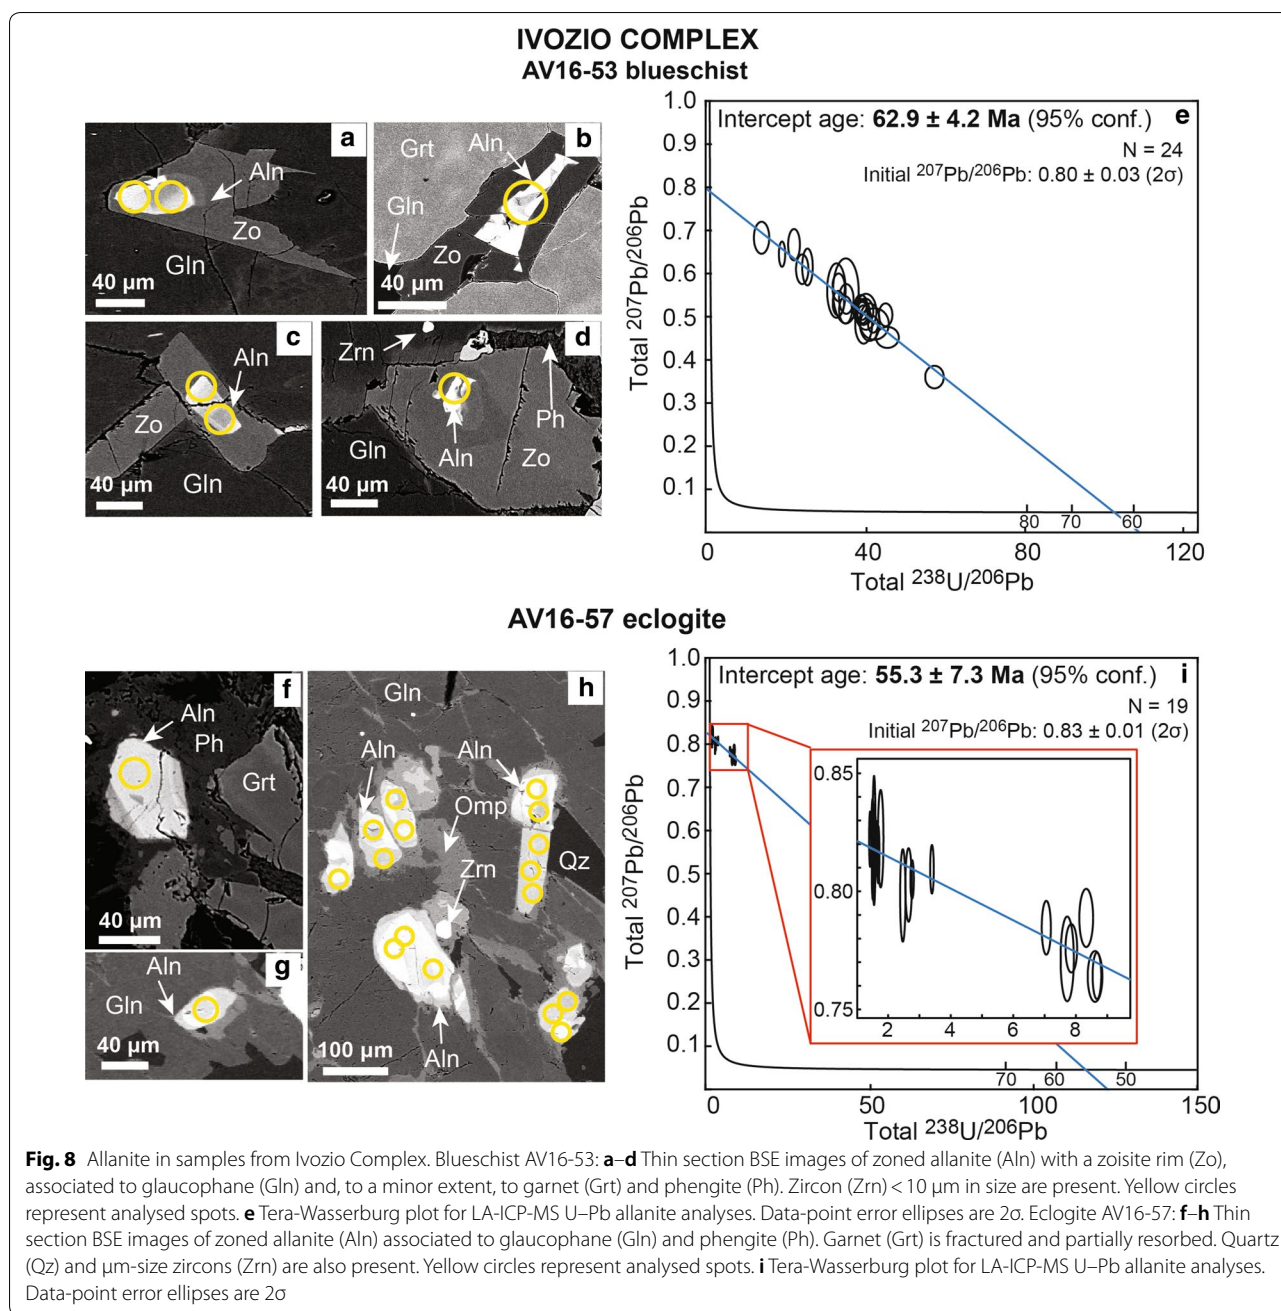 IVOZIO COMPLEX
AV16-53 blueschist
a
Aln
Zo
Gln
40 µm
b
Grt
Aln
Gln
Zo
40 µm
c
Aln
Zo
Gln
40 µm
d
Zrn
Ph
Gln
Aln
Zo
40 µm
Intercept age: 62.9 ± 4.2 Ma (95% conf.) e
N = 24
Initial 207Pb/206Pb: 0.80 ± 0.03 (2σ)
1.0
0.9
0.8
0.7
0.6
0.5
0.4
0.3
0.2
0.1
Total 207Pb/206Pb
80 70 60
0 40 80 120
Total 238U/206Pb
AV16-57 eclogite
f
Aln
Ph
Grt
40 µm
g
Aln
Gln
40 µm
h
Gln
Aln
Aln
Omp
Qz
Zrn
Aln
100 µm
Intercept age: 55.3 ± 7.3 Ma (95% conf.) i
N = 19
Initial 207Pb/206Pb: 0.83 ± 0.01 (2σ)
1.0
0.9
0.8
0.7
0.6
0.5
0.4
0.3
0.2
0.1
Total 207Pb/206Pb
0.85
0.80
0.75
2 4 6 8
70 60 50
0 50 100 150
Total 238U/206Pb
Fig. 8 Allanite in samples from Ivozio Complex. Blueschist AV16-53: a–d Thin section BSE images of zoned allanite (Aln) with a zoisite rim (Zo),
associated to glaucophane (Gln) and, to a minor extent, to garnet (Grt) and phengite (Ph). Zircon (Zrn) < 10 µm in size are present. Yellow circles
represent analysed spots. e Tera-Wasserburg plot for LA-ICP-MS U–Pb allanite analyses. Data-point error ellipses are 2σ. Eclogite AV16-57: f–h Thin
section BSE images of zoned allanite (Aln) associated to glaucophane (Gln) and phengite (Ph). Garnet (Grt) is fractured and partially resorbed. Quartz
(Qz) and µm-size zircons (Zrn) are also present. Yellow circles represent analysed spots. i Tera-Wasserburg plot for LA-ICP-MS U–Pb allanite analyses.
Data-point error ellipses are 2σ